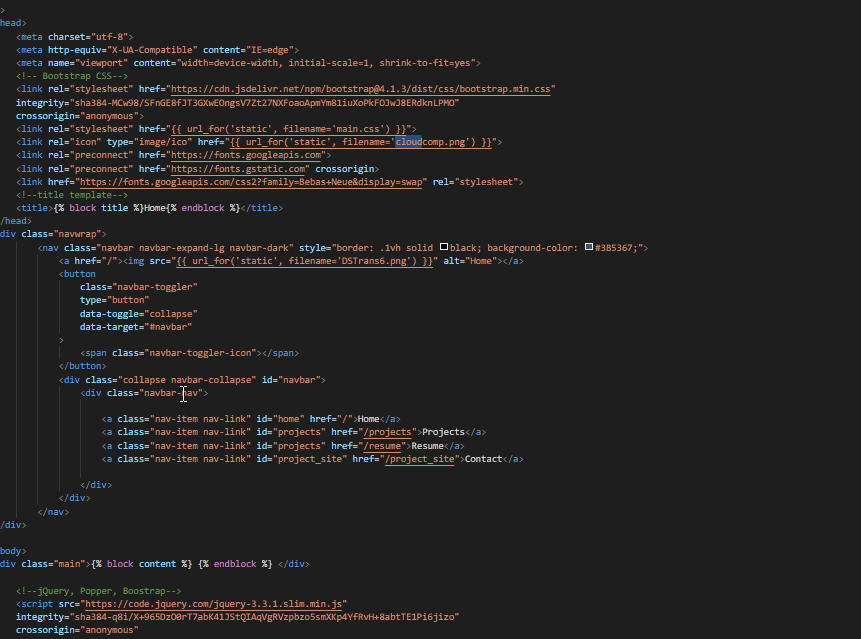 >
head>
<meta charset="utf-8">
<meta http-equiv="X-UA-Compatible" content="IE=edge">
<meta name="viewport" content="width=device-width, initial-scale=1, shrink-to-fit=yes">
<!-- Bootstrap CSS-->
<link rel="stylesheet" href="https://cdn.jsdelivr.net/npm/bootstrap@4.1.3/dist/css/bootstrap.min.css"
integrity="sha384-MCw98/SFnGE8fJT3GXwEOngsV7Zt27NXFoaoApmYm81iuXoPkFOJwJ8ERdknLPMO"
crossorigin="anonymous">
<link rel="stylesheet" href="{{ url_for('static', filename='main.css') }}">
<link rel="icon" type="image/ico" href="{{ url_for('static', filename='cloudcomp.png') }}">
<link rel="preconnect" href="https://fonts.googleapis.com">
<link rel="preconnect" href="https://fonts.gstatic.com" crossorigin>
<link href="https://fonts.googleapis.com/css2?family=Bebas+Neue&display=swap" rel="stylesheet">
<!--title template-->
<title>{% block title %}Home{% endblock %}</title>
/head>
div class="navwrap">
<nav class="navbar navbar-expand-lg navbar-dark" style="border: .1vh solid black; background-color: #3B5367;">
<a href="/"><img src="{{ url_for('static', filename='DSTrans6.png') }}" alt="Home"></a>
<button
class="navbar-toggler"
type="button"
data-toggle="collapse"
data-target="#navbar"
>
<span class="navbar-toggler-icon"></span>
</button>
<div class="collapse navbar-collapse" id="navbar">
<div class="navbar-nav">
<a class="nav-item nav-link" id="home" href="/">Home</a>
<a class="nav-item nav-link" id="projects" href="/projects">Projects</a>
<a class="nav-item nav-link" id="projects" href="/resume">Resume</a>
<a class="nav-item nav-link" id="project_site" href="/project_site">Contact</a>
</div>
</div>
</nav>
/div>
body>
div class="main">{% block content %} {% endblock %} </div>
<!--jQuery, Popper, Boostrap-->
<script src="https://code.jquery.com/jquery-3.3.1.slim.min.js"
integrity="sha384-q8i/X+965DzO0rT7abK41JStQIAqVgRVzpbzo5smXKp4YfRvH+8abtTE1Pi6jizo"
crossorigin="anonymous"